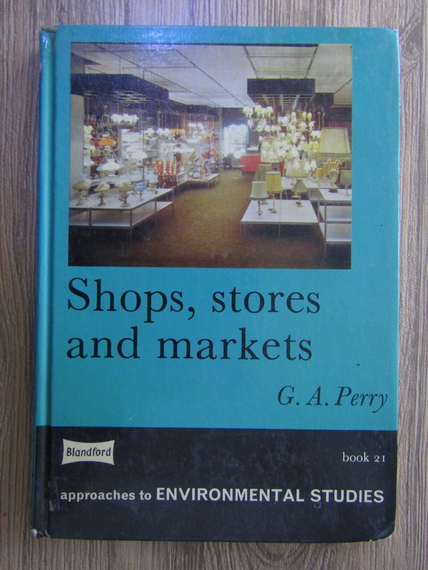 Shops, stores
and markets
G. A. Perry
Blandford
book 21
approaches to ENVIRONMENTAL STUDIES